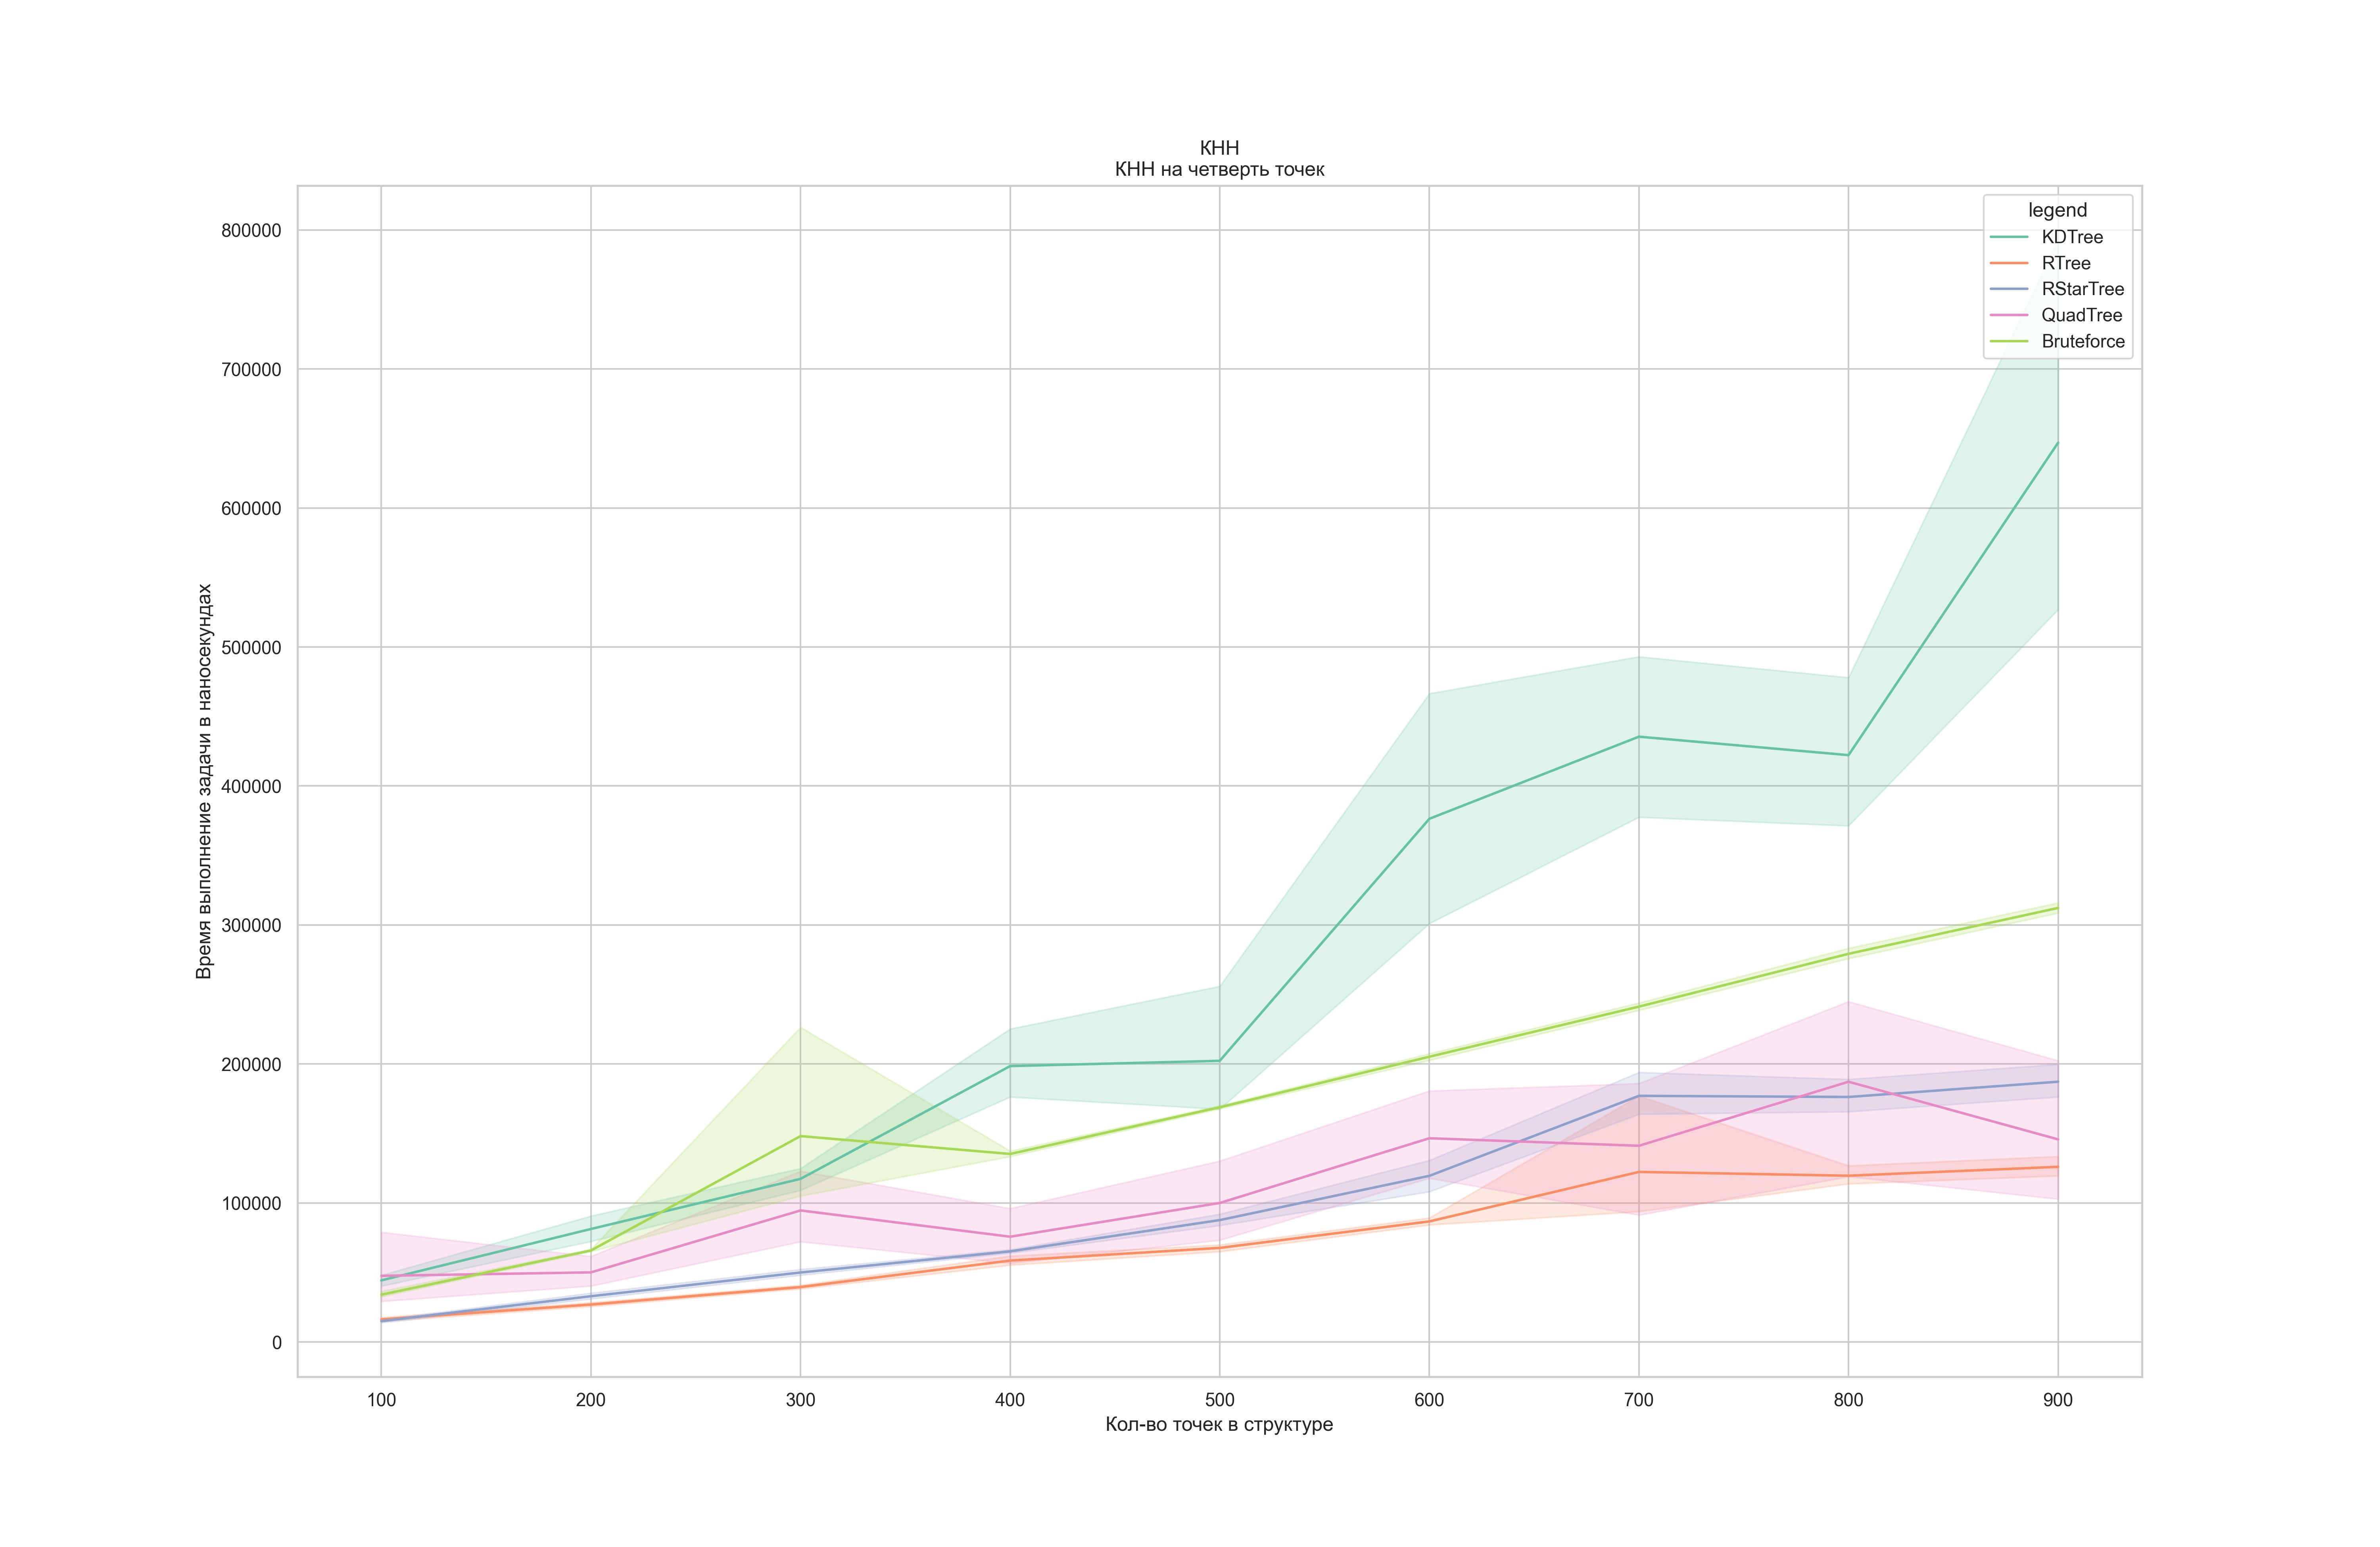 КНН
КНН на четверть точек
legend
KDTree
RTree
RStarTree
QuadTree
Bruteforce
Время выполнение задачи в наносекундах
800000
700000
600000
500000
400000
300000
200000
100000
0
100 200 300 400 500 600 700 800 900
Кол-во точек в структуре